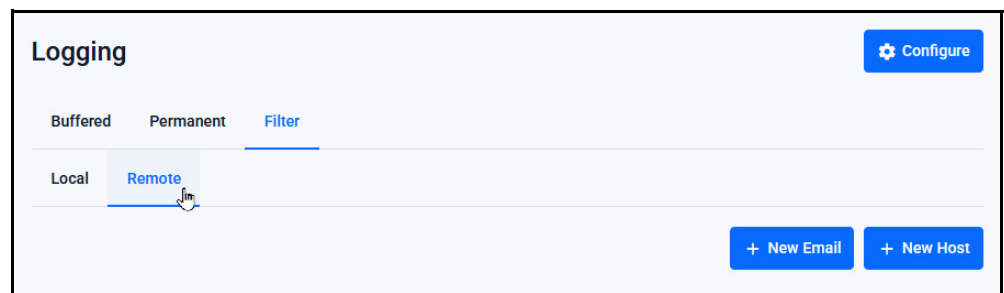 Logging
Configure
Buffered Permanent Filter
Local Remote
+ New Email + New Host